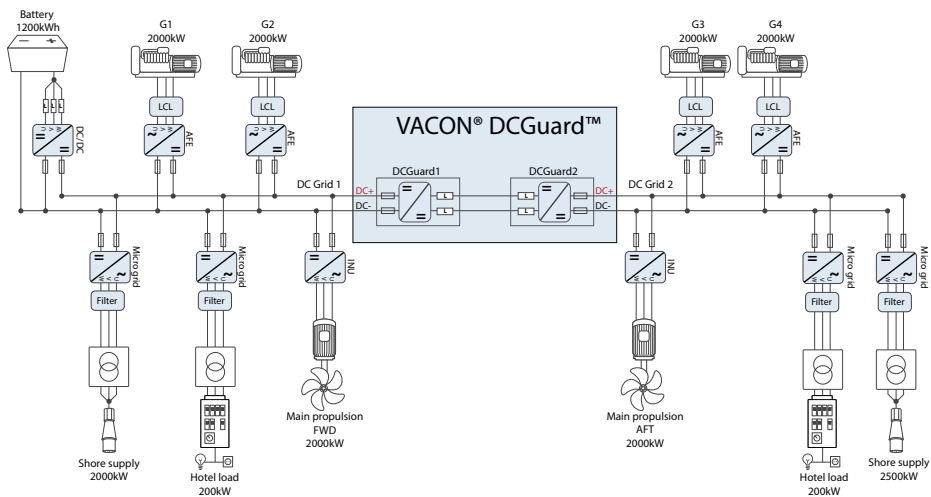 Battery
1200kWh
G1
2000kW
G2
2000kW
G3
2000kW
G4
2000kW
L L L
LCL
LCL
LCL
LCL
U V W
DC/DC
U V W
AFE
U V W
AFE
U V W
AFE
U V W
AFE
VACON® DCGuard™
DCGuard1
DCGuard2
DC Grid 1
DC+
DC-
L
L
L
L
DC+
DC-
DC Grid 2
W V U
Micro grid
W V U
Micro grid
W V U
INU
W V U
INU
W V U
Micro grid
W V U
Micro grid
Filter
Filter
Filter
Filter
Main propulsion
FWD
2000kW
Main propulsion
AFT
2000kW
Shore supply
2000kW
Hotel load
200kW
Hotel load
200kW
Shore supply
2500kW